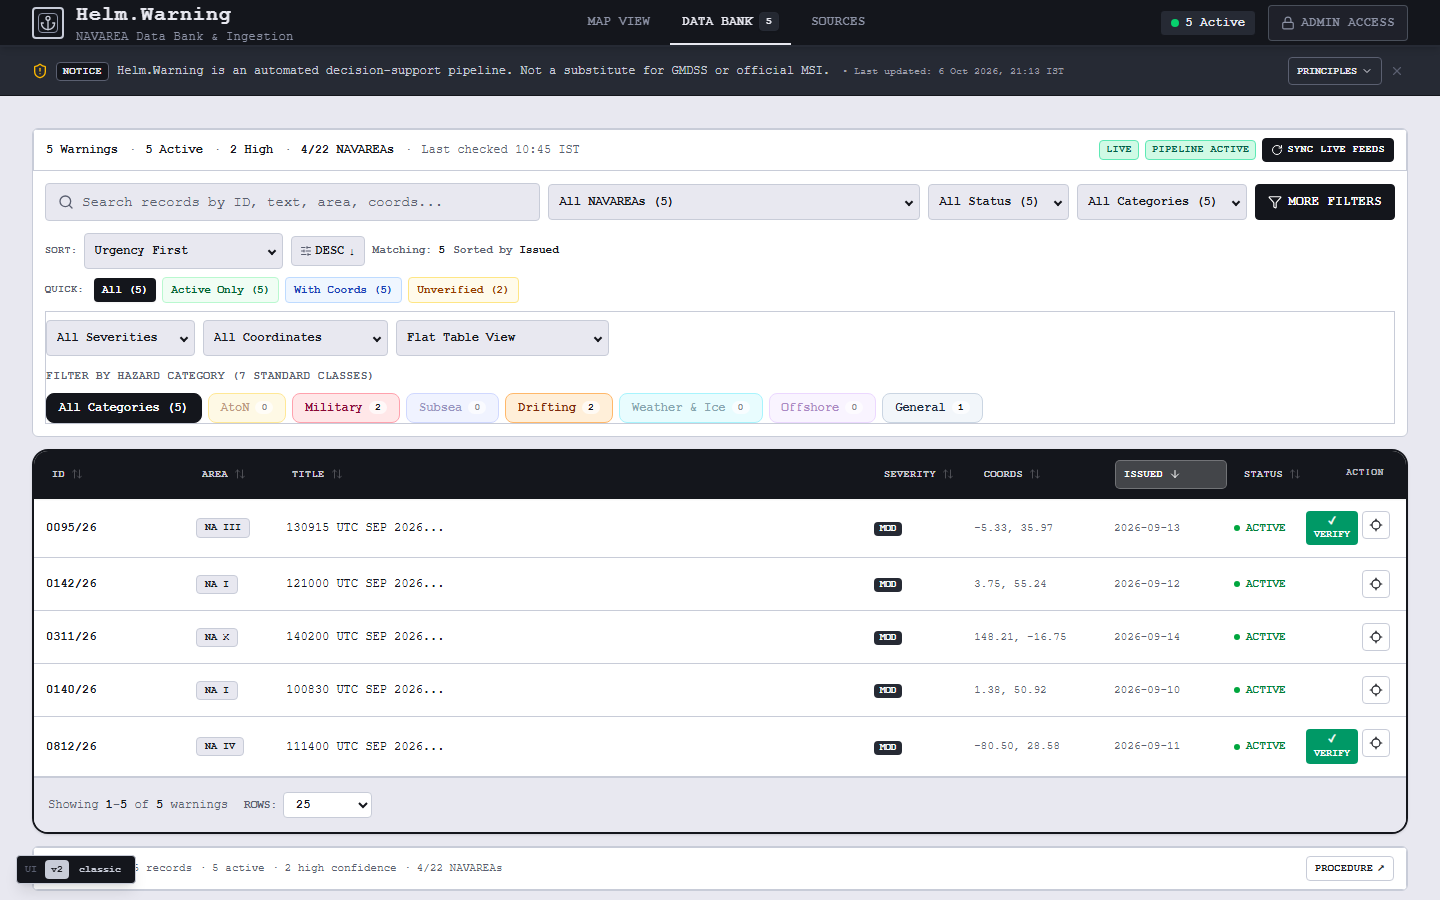 Helm.Warning
NAVAREA Data Bank & Ingestion
MAP VIEW
DATA BANK 5
SOURCES
5 Active
ADMIN ACCESS
NOTICE Helm.Warning is an automated decision-support pipeline. Not a substitute for GMDSS or official MSI. • Last updated: 6 Oct 2026, 21:13 IST
PRINCIPLES
5 Warnings · 5 Active · 2 High · 4/22 NAVAREAs · Last checked 10:45 IST
LIVE
PIPELINE ACTIVE
SYNC LIVE FEEDS
Search records by ID, text, area, coords...
All NAVAREAs (5)
All Status (5)
All Categories (5)
MORE FILTERS
SORT: Urgency First
DESC ↓
Matching: 5 Sorted by Issued
QUICK: All (5) Active Only (5) With Coords (5) Unverified (2)
All Severities
All Coordinates
Flat Table View
FILTER BY HAZARD CATEGORY (7 STANDARD CLASSES)
All Categories (5) AtoN 0 Military 2 Subsea 0 Drifting 2 Weather & Ice 0 Offshore 0 General 1
ID AREA TITLE SEVERITY COORDS ISSUED ↓ STATUS ACTION
0095/26 NA III 130915 UTC SEP 2026... MOD -5.33, 35.97 2026-09-13 ACTIVE ✓ VERIFY
0142/26 NA I 121000 UTC SEP 2026... MOD 3.75, 55.24 2026-09-12 ACTIVE
0311/26 NA X 140200 UTC SEP 2026... MOD 148.21, -16.75 2026-09-14 ACTIVE
0140/26 NA I 100830 UTC SEP 2026... MOD 1.38, 50.92 2026-09-10 ACTIVE
0812/26 NA IV 111400 UTC SEP 2026... MOD -80.50, 28.58 2026-09-11 ACTIVE ✓ VERIFY
Showing 1-5 of 5 warnings ROWS: 25
UI v2 classic
records · 5 active · 2 high confidence · 4/22 NAVAREAs
PROCEDURE ↗